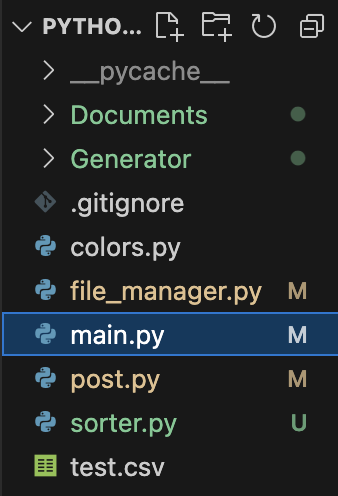 PYTHO...
__pycache__
Documents
Generator
.gitignore
colors.py
file_manager.py M
main.py M
post.py M
sorter.py U
test.csv